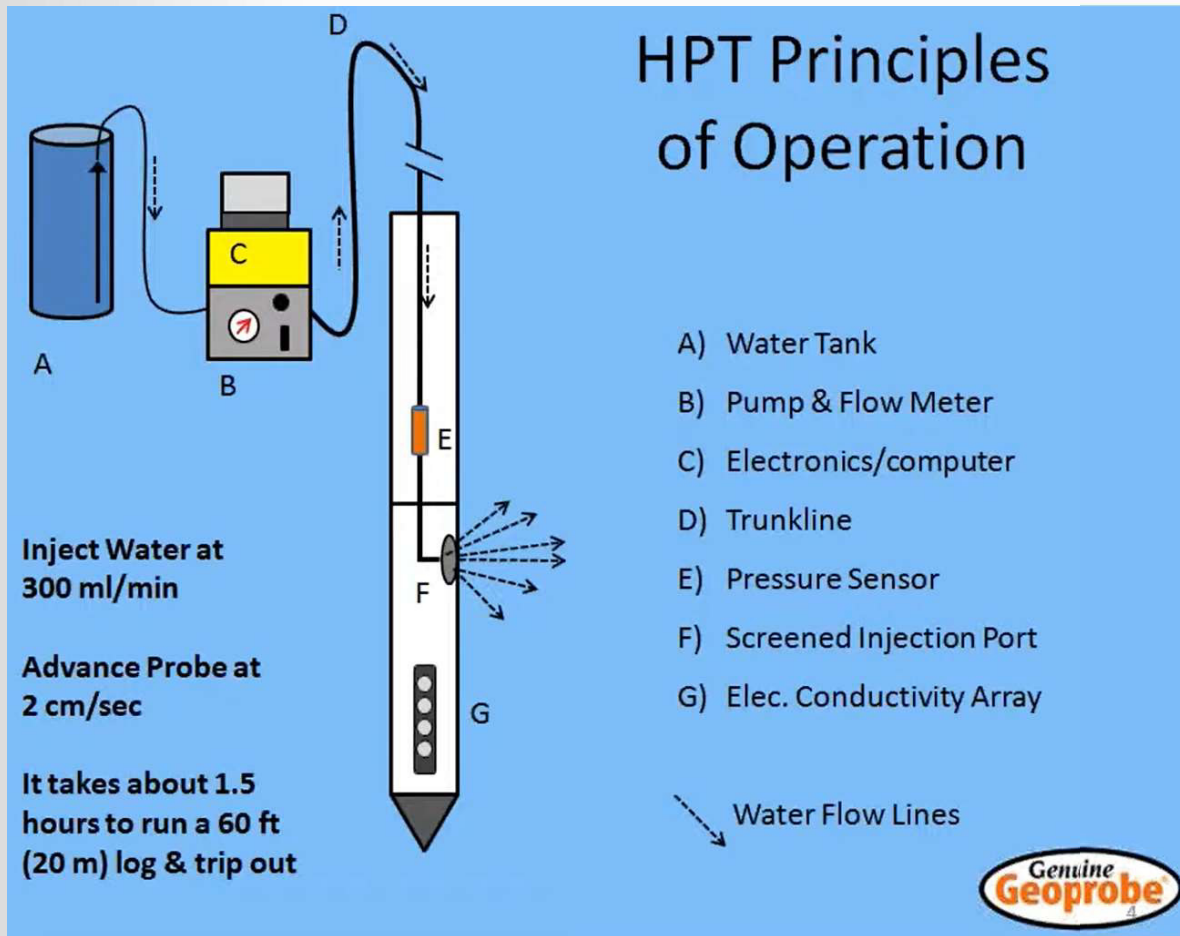 HPT Principles
of Operation
D
C
A
B
E
F
G
A) Water Tank
B) Pump & Flow Meter
C) Electronics/computer
D) Trunkline
E) Pressure Sensor
F) Screened Injection Port
G) Elec. Conductivity Array
Water Flow Lines
Inject Water at
300 ml/min
Advance Probe at
2 cm/sec
It takes about 1.5
hours to run a 60 ft
(20 m) log & trip out
Genuine
Geoprobe®
4